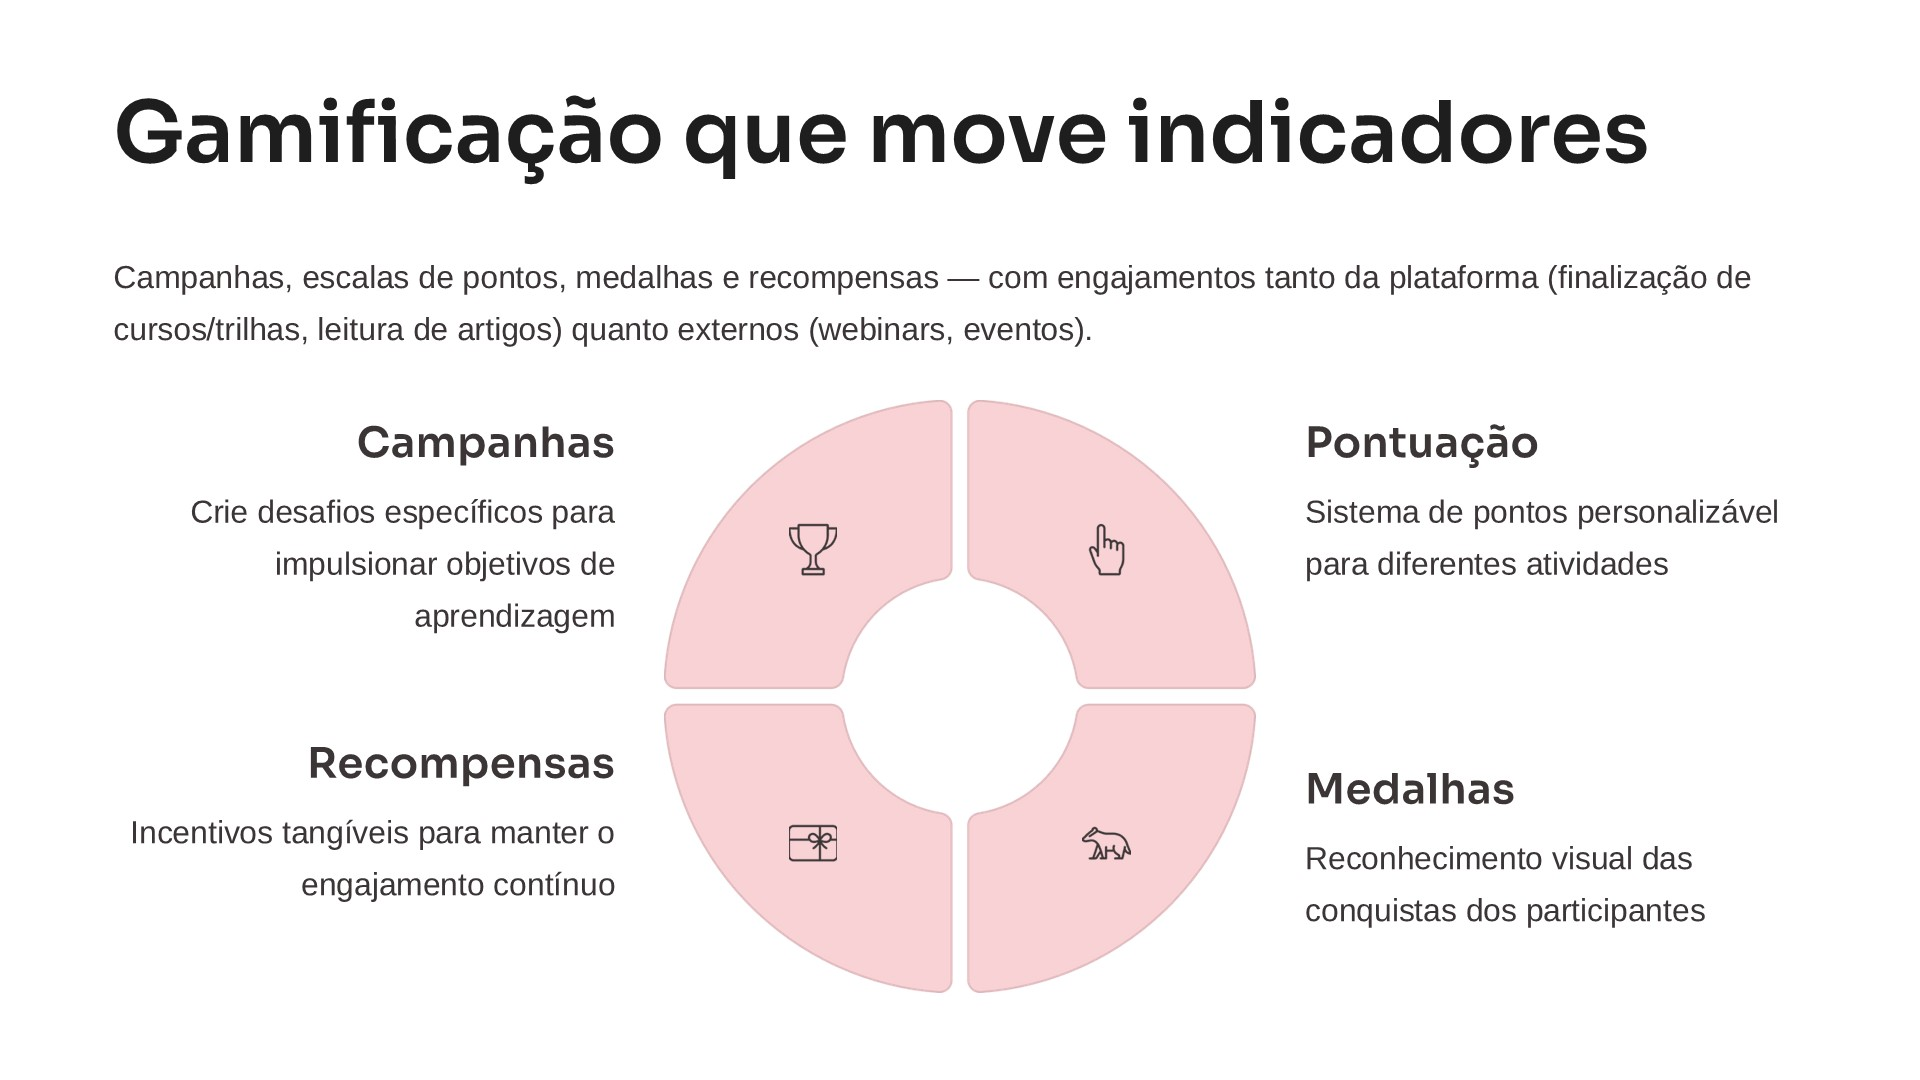 Gamificação que move indicadores
Campanhas, escalas de pontos, medalhas e recompensas — com engajamentos tanto da plataforma (finalização de
cursos/trilhas, leitura de artigos) quanto externos (webinars, eventos).
Campanhas
Crie desafios específicos para
impulsionar objetivos de
aprendizagem
Pontuação
Sistema de pontos personalizável
para diferentes atividades
Recompensas
Incentivos tangíveis para manter o
engajamento contínuo
Medalhas
Reconhecimento visual das
conquistas dos participantes